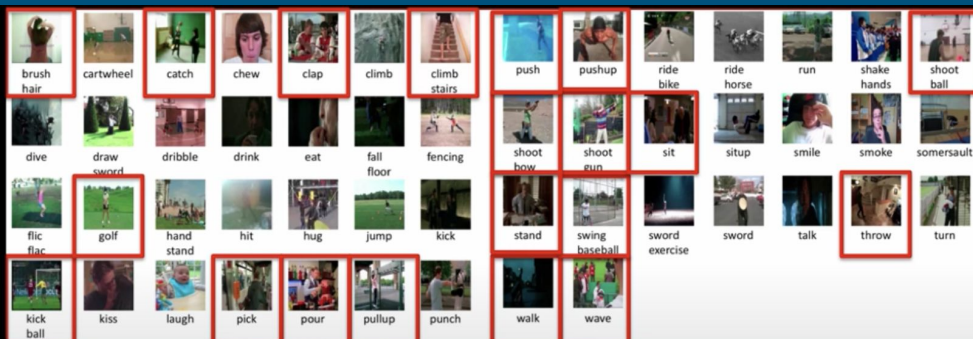 brush hair cartwheel catch chew clap climb climb stairs push pushup ride bike ride horse run shake hands shoot ball
dive draw sword dribble drink eat fall floor fencing shoot bow shoot gun sit situp smile smoke somersault
flic flac golf hand stand hit hug jump kick stand swing baseball sword exercise sword talk throw turn
kick ball kiss laugh pick pour pullup punch walk wave